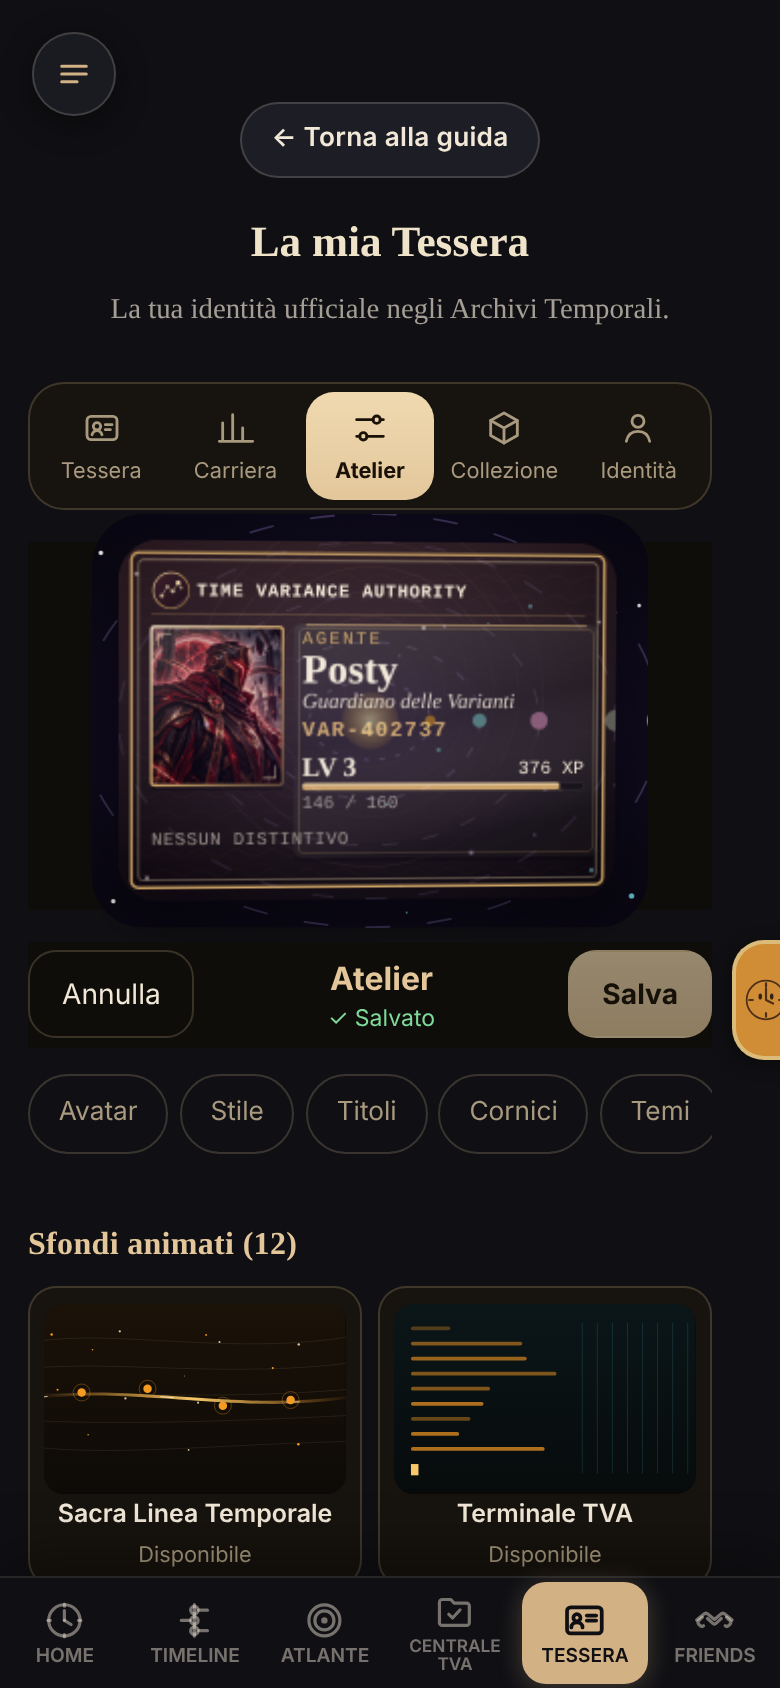 ← Torna alla guida
La mia Tessera
La tua identità ufficiale negli Archivi Temporali.
Tessera Carriera Atelier Collezione Identità
TIME VARIANCE AUTHORITY
AGENTE
Posty
Guardiano delle Varianti
VAR-402737
LV 3 376 XP
146 / 160
NESSUN DISTINTIVO
Annulla Atelier Salva
✓ Salvato
Avatar Stile Titoli Cornici Temi
Sfondi animati (12)
Sacra Linea Temporale Terminale TVA
Disponibile Disponibile
HOME TIMELINE ATLANTE CENTRALE TVA TESSERA FRIENDS